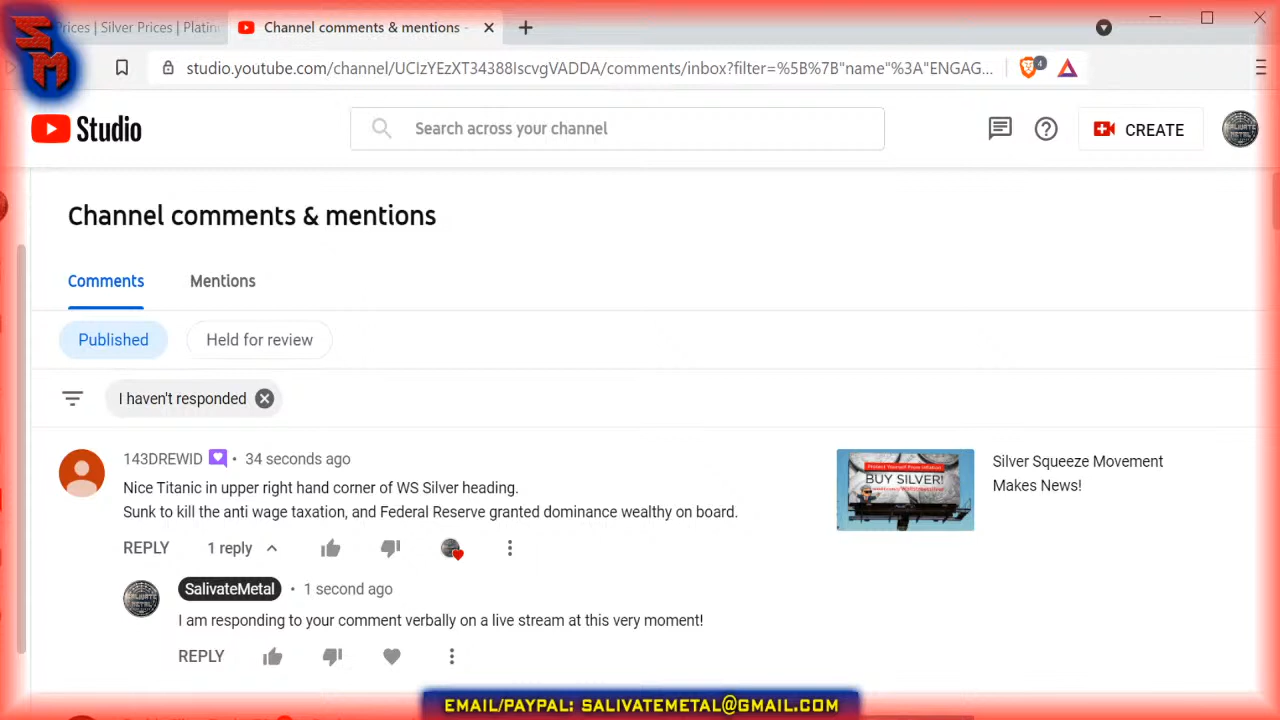 SM
Prices | Silver Prices | Platin
Channel comments & mentions -
studio.youtube.com/channel/UCIzYEzXT34388IscvgVADDA/comments/inbox?filter=%5B%7B"name"%3A"ENGAG...
4
Studio
Search across your channel
CREATE
Channel comments & mentions
Comments
Mentions
Published
Held for review
I haven't responded
143DREWID • 34 seconds ago
Nice Titanic in upper right hand corner of WS Silver heading.
Sunk to kill the anti wage taxation, and Federal Reserve granted dominance wealthy on board.
REPLY 1 reply
BUY SILVER!
Silver Squeeze Movement
Makes News!
SalivateMetal • 1 second ago
I am responding to your comment verbally on a live stream at this very moment!
REPLY
EMAIL/PAYPAL: SALIVATEMETAL@GMAIL.COM